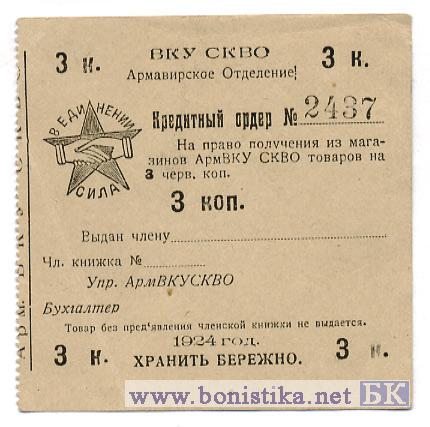 3 к. ВКУ СКВО 3 к.
Армавирское Отделение!
Кредитный ордер № 2437
В ЕДИНЕНИИ
СИЛА
На право получения из мага-
зинов АрмВКУ СКВО товаров на
3 черв. коп.
3 коп.
Выдан члену
Чл. книжка №
Упр. АрмВКУСКВО
Бухгалтер
Товар без пред'явления членской книжки не выдается.
1924 год.
3 к. ХРАНИТЬ БЕРЕЖНО. 3 к.
www.bonistika.net БК